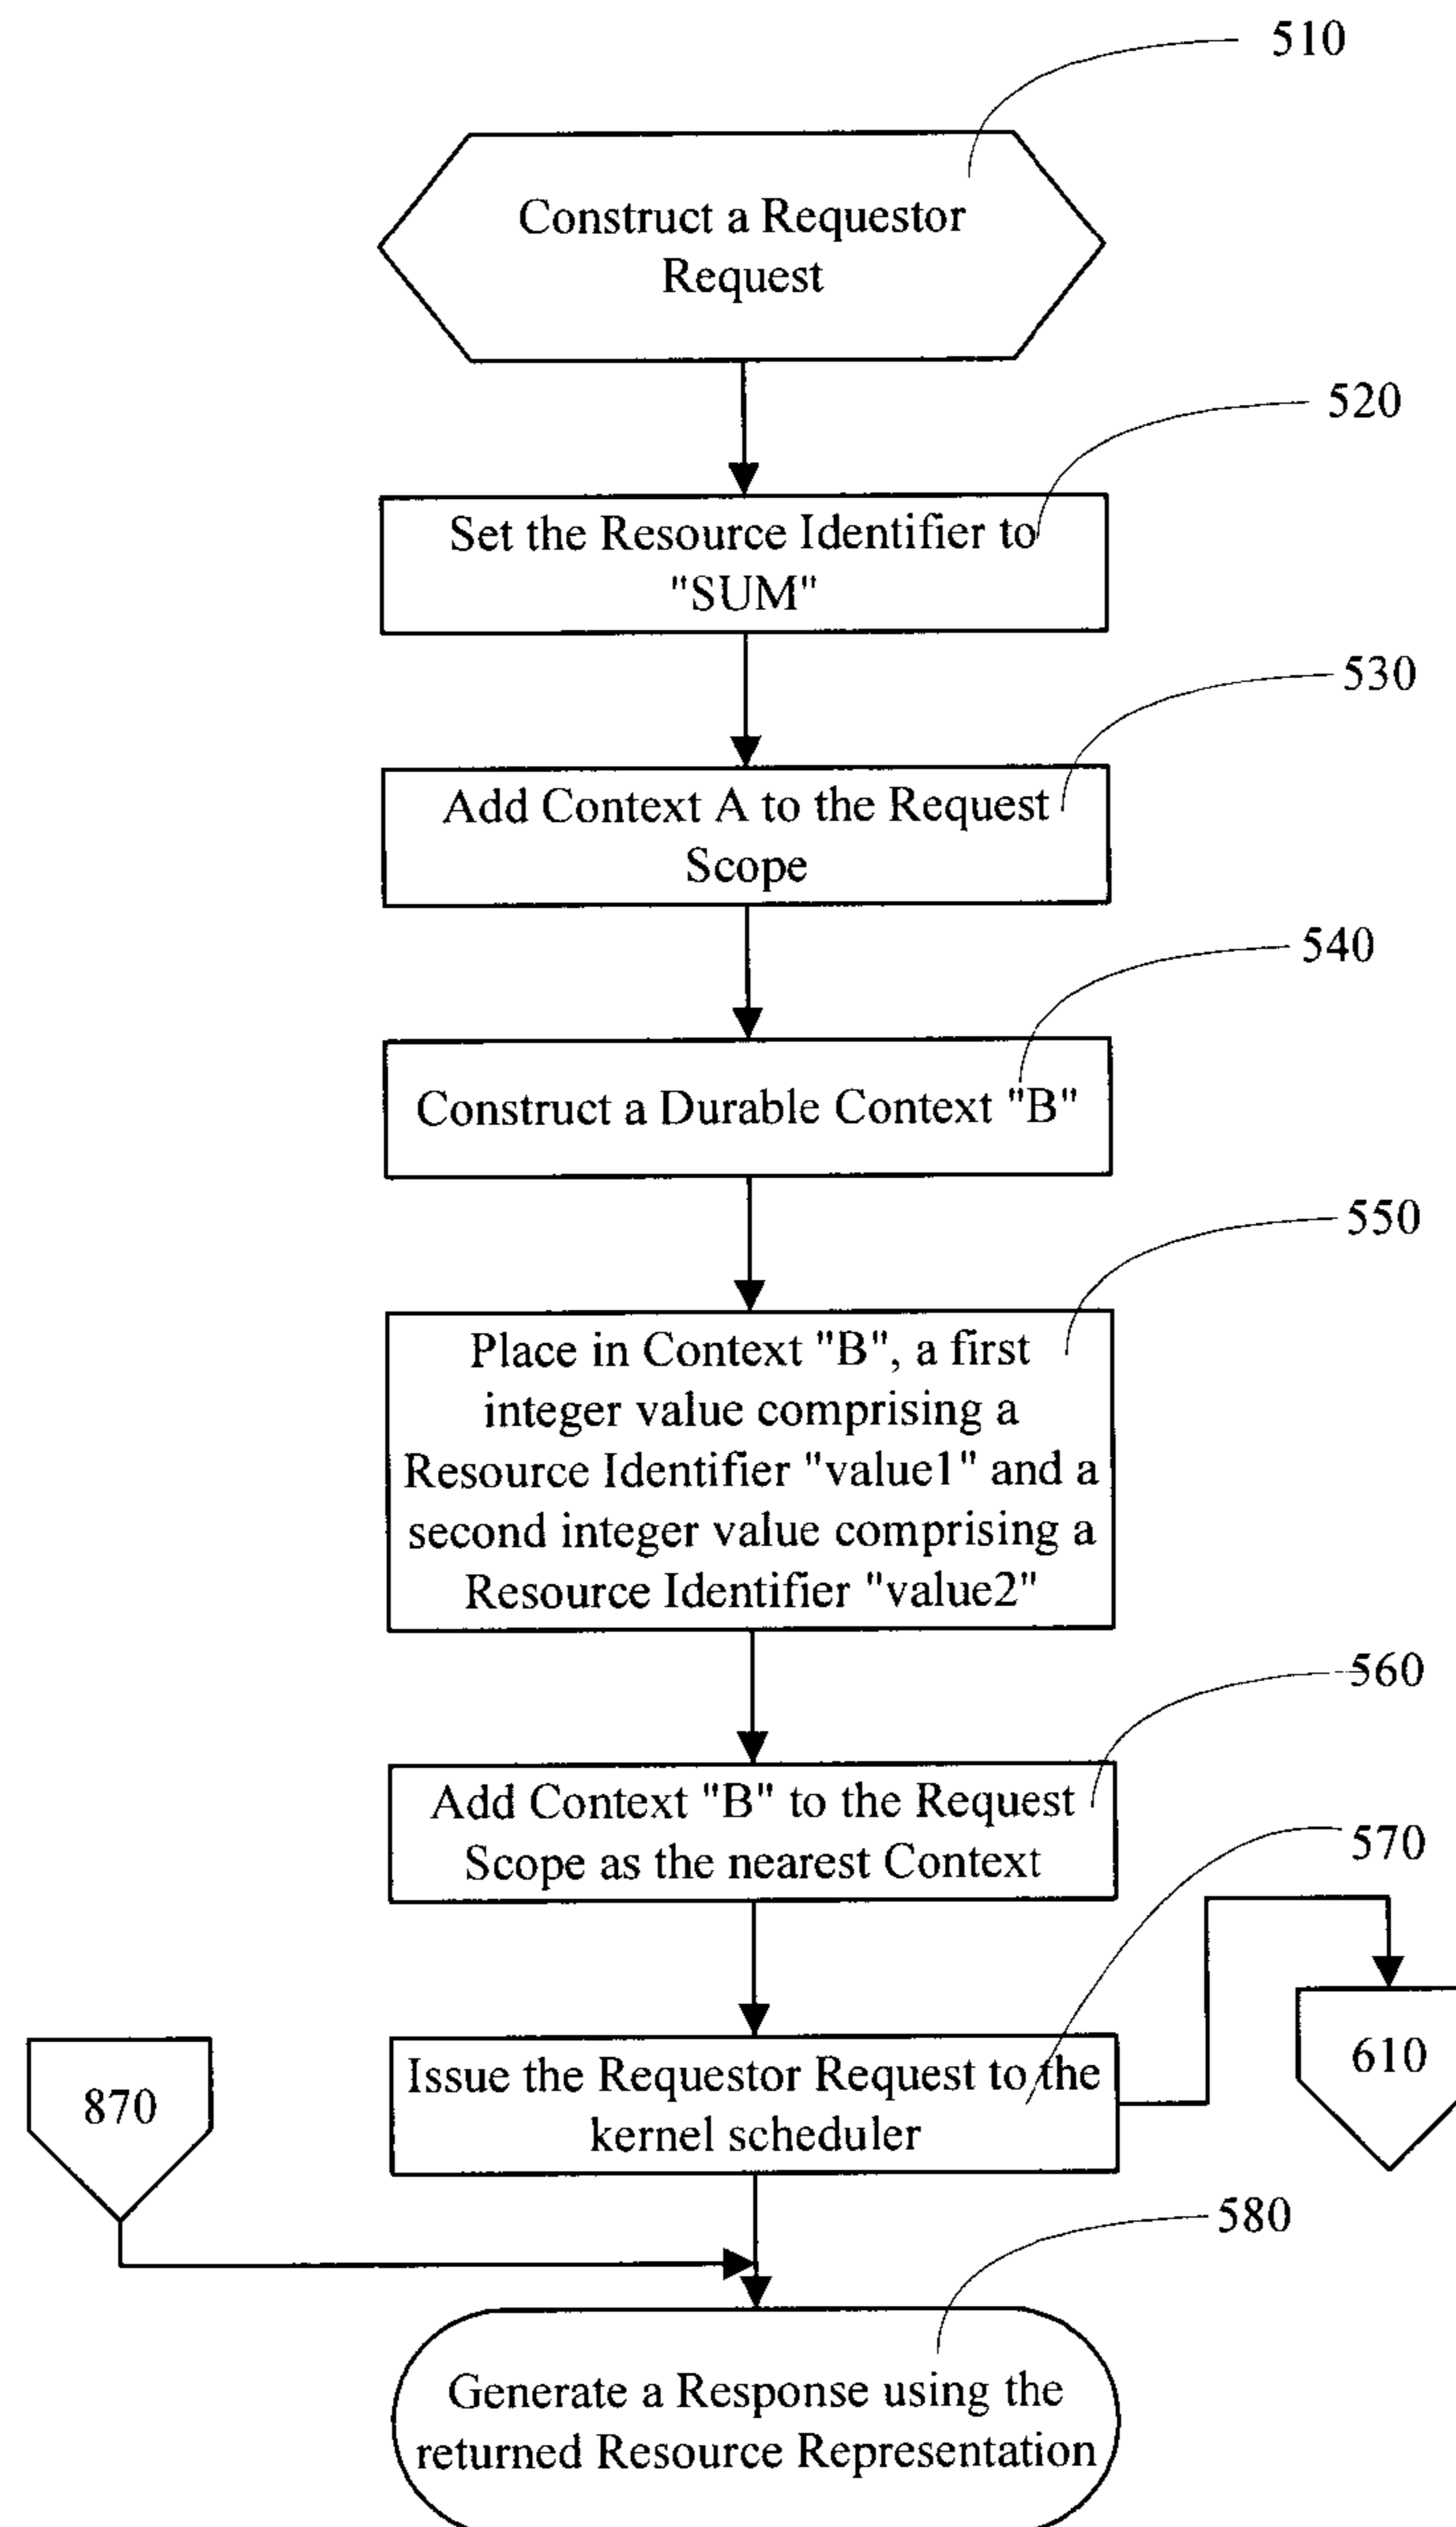 510
Construct a Requestor
Request
520
Set the Resource Identifier to
"SUM"
530
Add Context A to the Request
Scope
540
Construct a Durable Context "B"
550
Place in Context "B", a first
integer value comprising a
Resource Identifier "value1" and a
second integer value comprising a
Resource Identifier "value2"
560
Add Context "B" to the Request
Scope as the nearest Context
570
Issue the Requestor Request to the
kernel scheduler
610
870
580
Generate a Response using the
returned Resource Representation